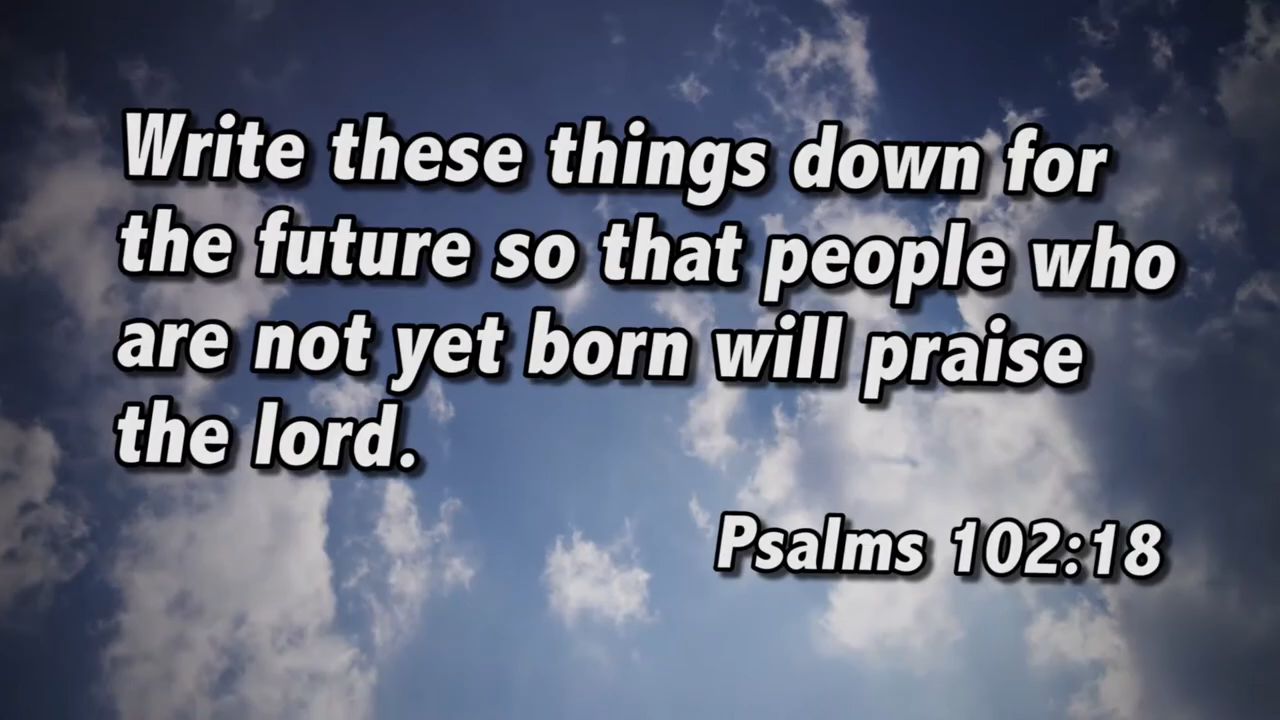 Write these things down for
the future so that people who
are not yet born will praise
the lord.
Psalms 102:18